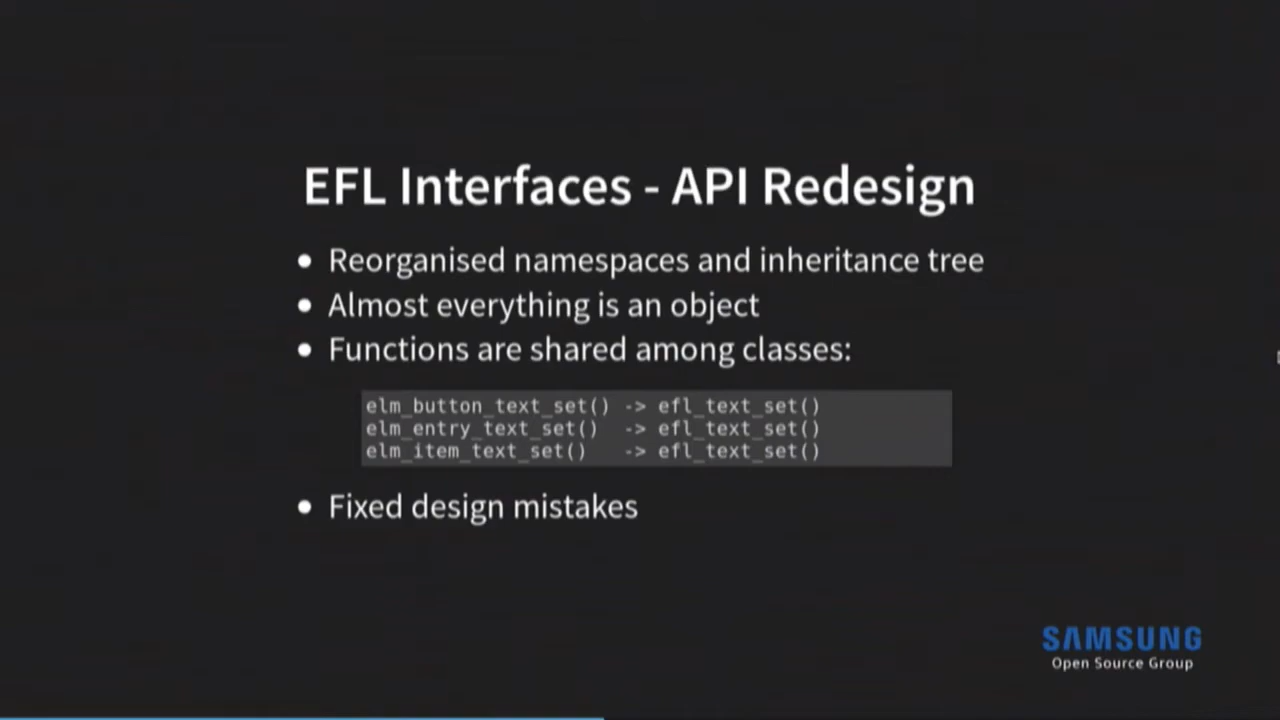 EFL Interfaces - API Redesign
Reorganised namespaces and inheritance tree
Almost everything is an object
Functions are shared among classes:
elm_button_text_set() -> efl_text_set()
elm_entry_text_set() -> efl_text_set()
elm_item_text_set() -> efl_text_set()
Fixed design mistakes
SAMSUNG
Open Source Group